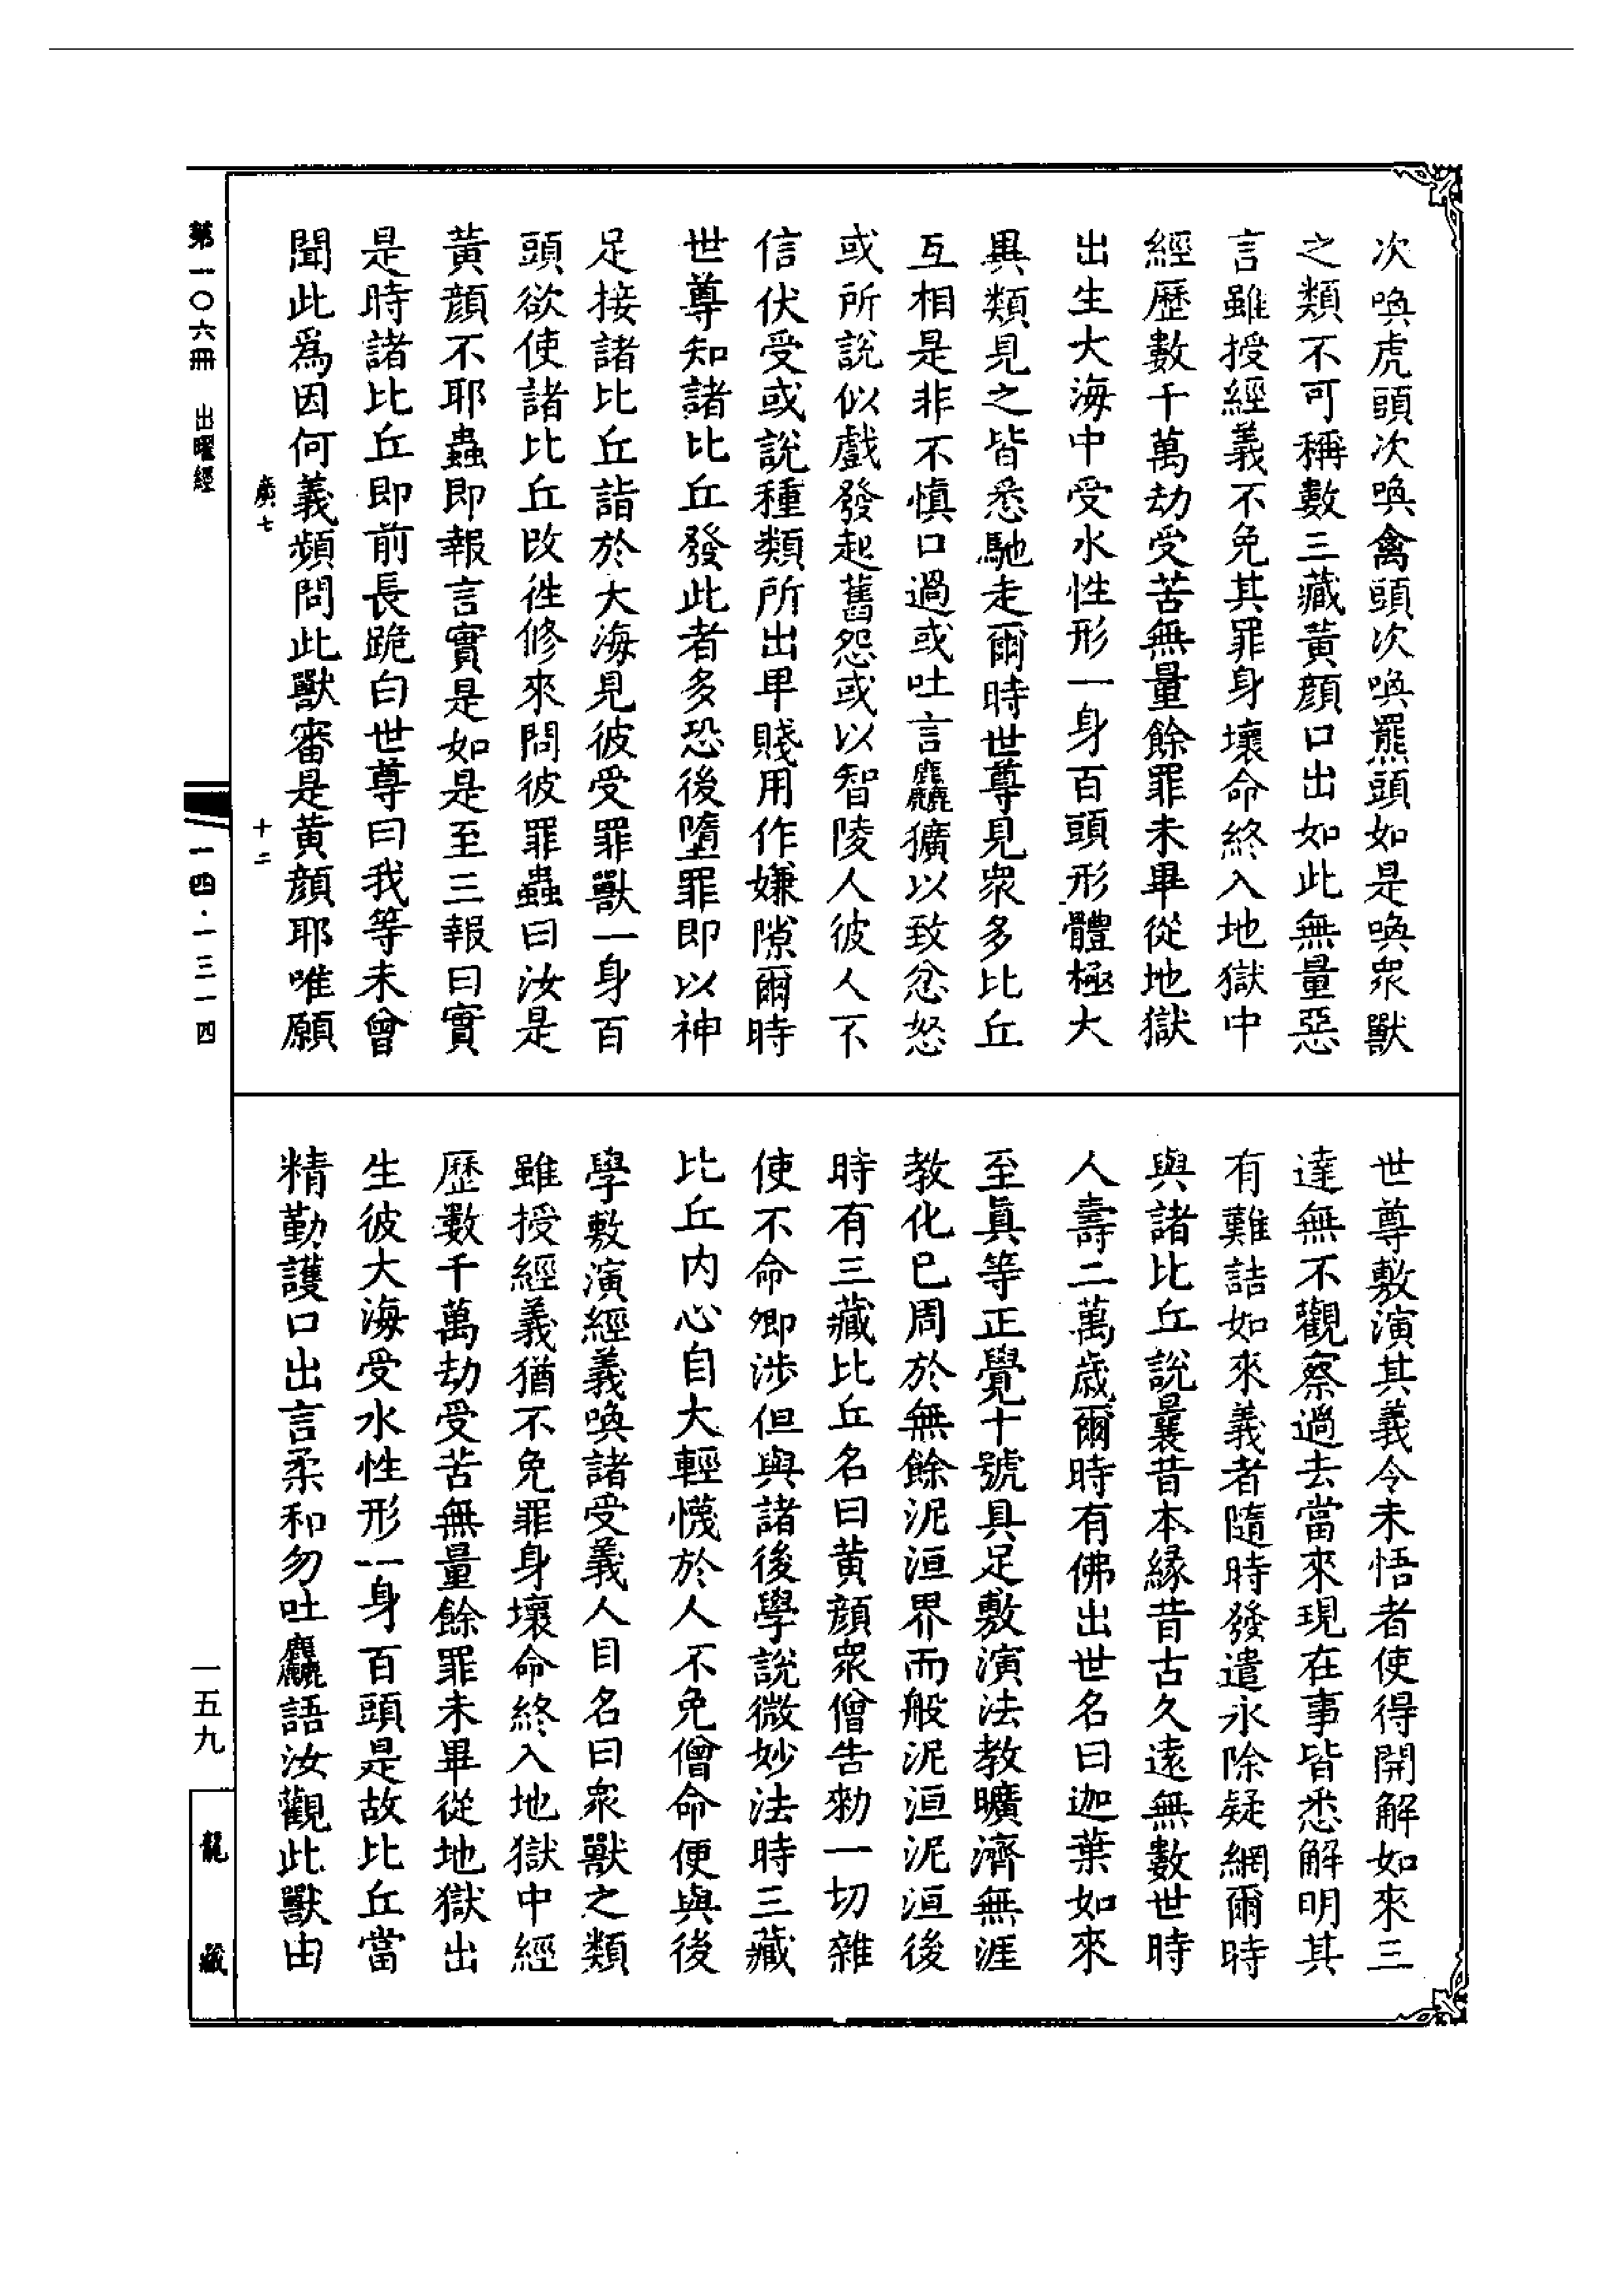 次喚虎頭次喚禽頭次喚羆頭如是喚衆獸
之類不可稱數三藏黃顔口出如此無量惡
言雖授經義不免其罪身壞命終入地獄中
經歷數千萬劫受苦無量餘罪未畢從地獄
出生大海中受水性形一身百頭形體極大
異類見之皆悉馳走爾時世尊見衆多比丘
互相是非不慎口過或吐言麤獷以致忿怒
或所說似戲發起舊怨或以智陵人彼人不
信伏受或說種類所出卑賤用作嫌隙爾時
世尊知諸比丘發此者多恐後墮罪即以神
足接諸比丘詣於大海見彼受罪獸一身百
頭欲使諸比丘改徃修來問彼罪蟲曰汝是
黃顔不耶蟲即報言實是如是至三報曰實
是時諸比丘即前長跪白世尊曰我等未曾
聞此爲因何義頻問此獸審是黃顔耶唯願
世尊敷演其義令未悟者使得開解如來三
達無不觀察過去當來現在事皆悉解明其
有難詰如來義者隨時發遣永除疑網爾時
與諸比丘說曩昔本緣昔古久遠無數世時
人壽二萬歲爾時有佛出世名曰迦葉如來
至眞等正覺十號具足敷演法教曠濟無涯
教化已周於無餘泥洹界而般泥洹泥洹後
時有三藏比丘名曰黃顔衆僧告勑一切雜
使不命卿涉但與諸後學說微妙法時三藏
比丘内心自大輕懱於人不免僧命便與後
學敷演經義喚諸受義人目名曰衆獸之類
雖授經義猶不免罪身壞命終入地獄中經
歷數千萬劫受苦無量餘罪未畢從地獄出
生彼大海受水性形一身百頭是故比丘當
精勤護口出言柔和勿吐麤語汝觀此獸由
廣七
十二
第一〇六冊 出曜經
一四·一三一四
一五九
龍藏